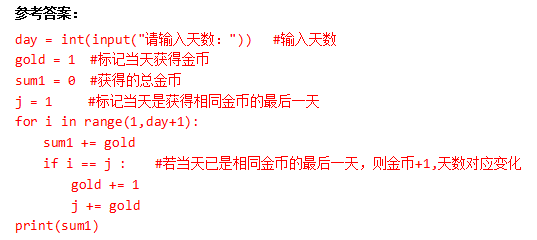 参考答案：
day = int(input("请输入天数: "))   #输入天数
gold = 1  #标记当天获得金币
sum1 = 0  #获得的总金币
j = 1     #标记当天是获得相同金币的最后一天
for i in range(1,day+1):
    sum1 += gold
    if i == j :    #若当天已是相同金币的最后一天，则金币+1,天数对应变化
        gold += 1
        j += gold
print(sum1)